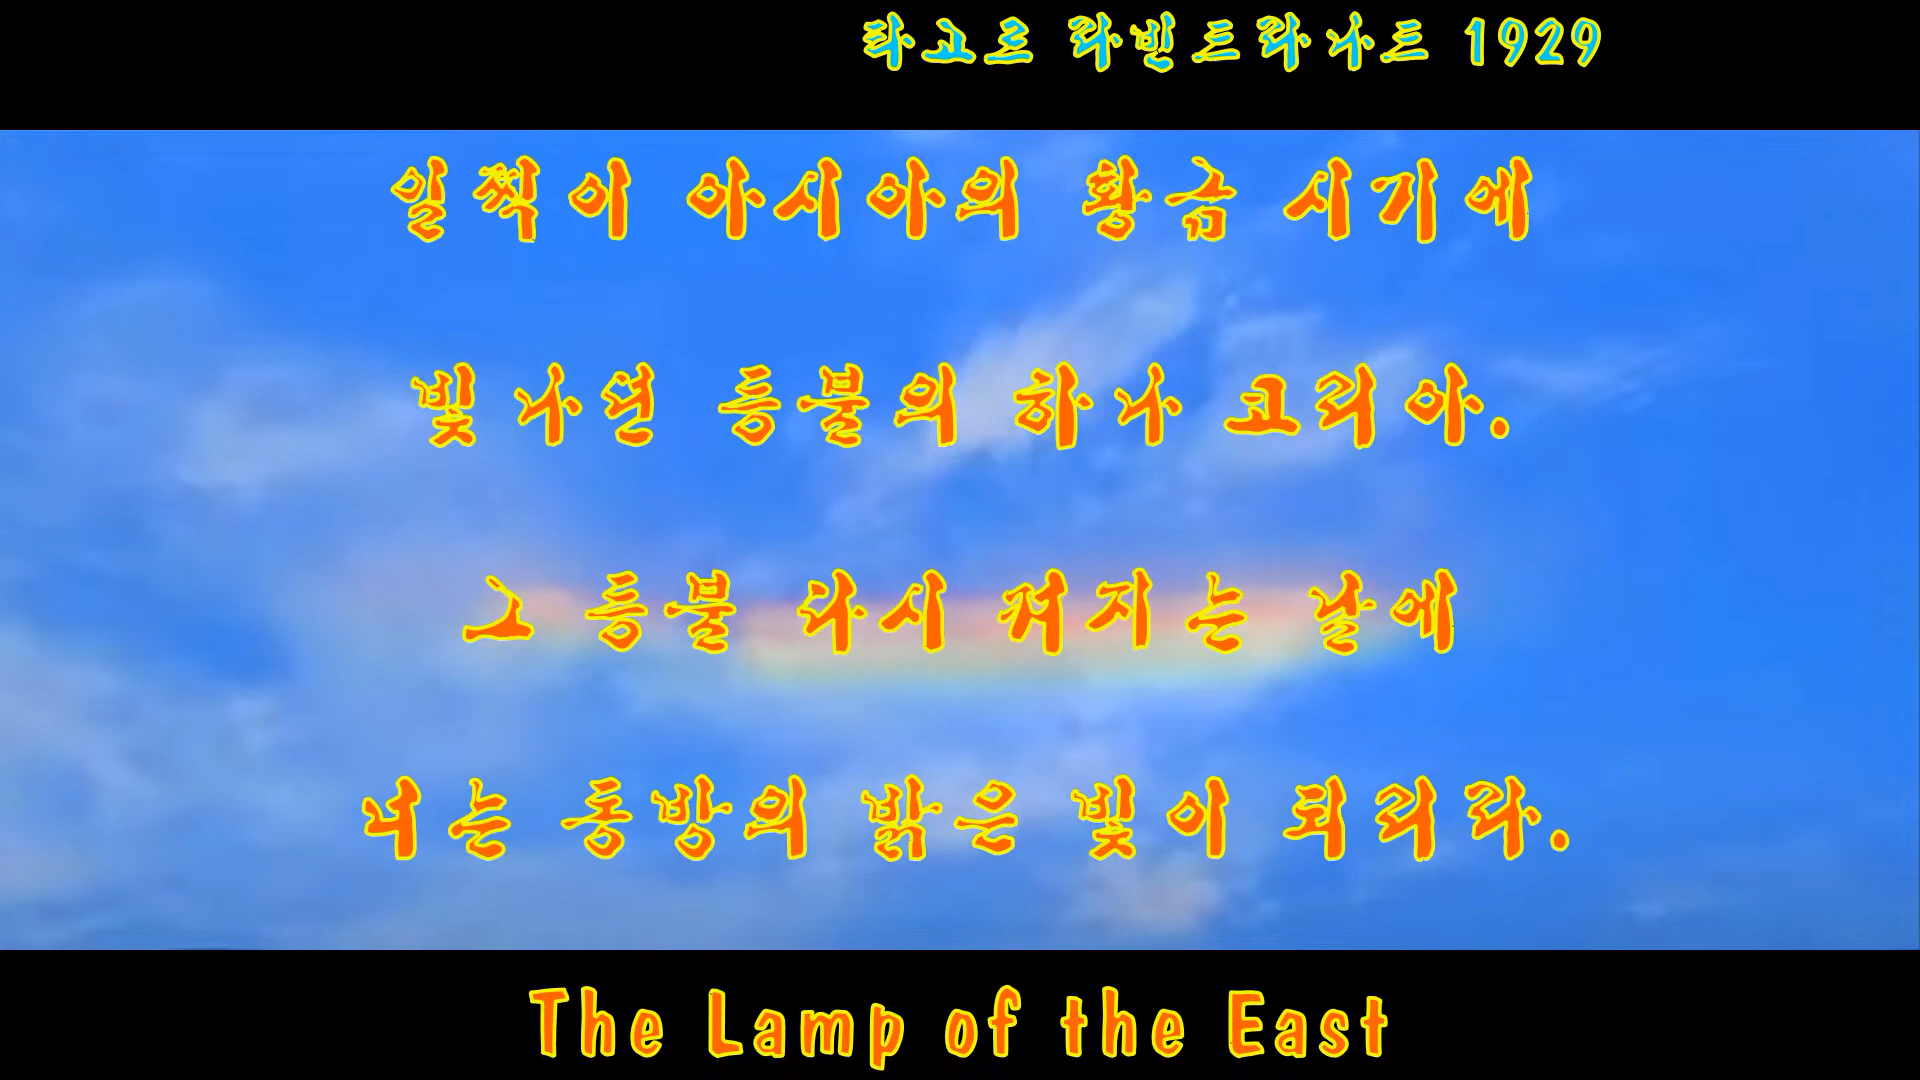 타고르 라빈드라나드 1929
일찍이 아시아의 황금 시기에
빛나던 등불의 하나 코리아.
그 등불 다시 켜지는 날에
너는 동방의 밝은 빛이 되리라.
The Lamp of the East